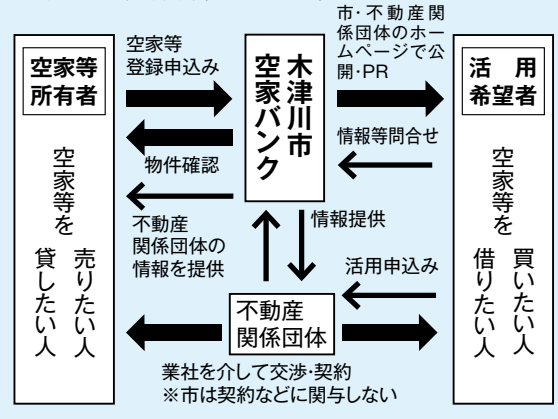 空家等
所有者
空家等を
売りたい人
貸したい人
空家等
登録申込み
物件確認
不動産
関係団体の
情報を提供
木津川市
空家バンク
市・不動産関
係団体のホー
ムページで公
開・PR
情報等問合せ
情報提供
活用申込み
不動産
関係団体
業社を介して交渉・契約
※市は契約などに関与しない
活用
希望者
空家等を
買いたい人
借りたい人